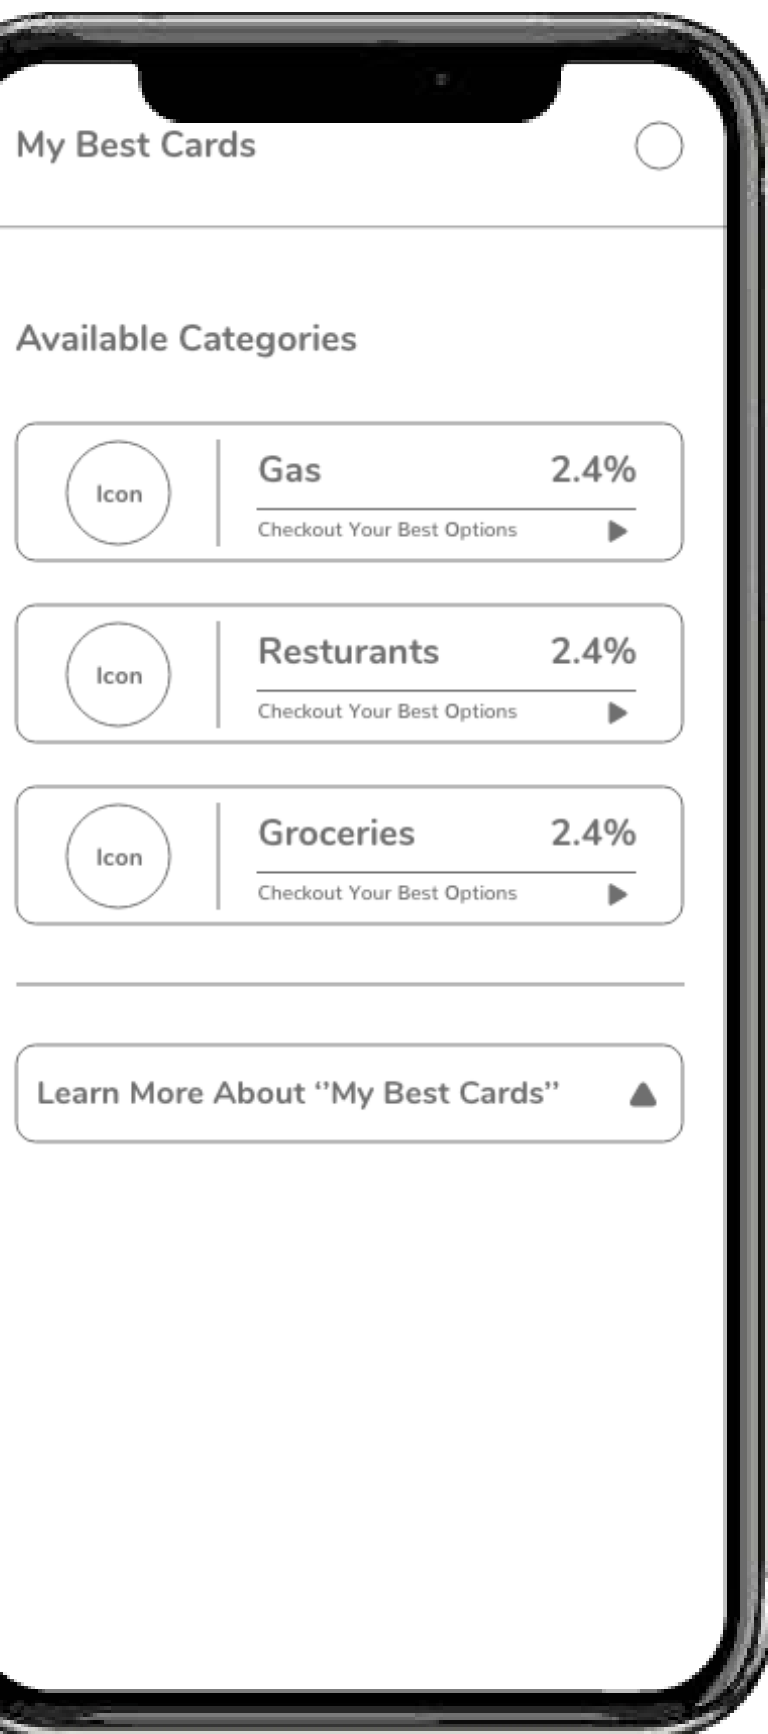 My Best Cards
Available Categories
Icon
Gas 2.4%
Checkout Your Best Options
Icon
Resturants 2.4%
Checkout Your Best Options
Icon
Groceries 2.4%
Checkout Your Best Options
Learn More About ‘’My Best Cards’’